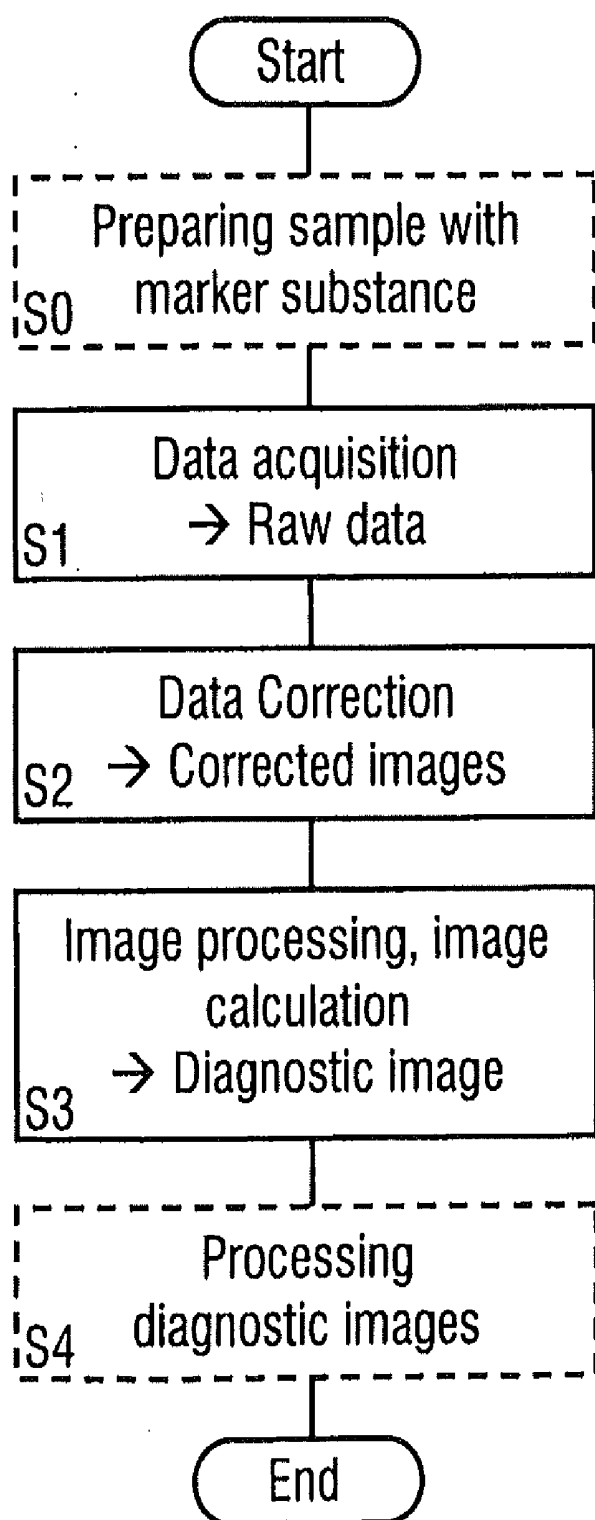 Start
Preparing sample with
marker substance
S0
Data acquisition
→ Raw data
S1
Data Correction
→ Corrected images
S2
Image processing, image
calculation
→ Diagnostic image
S3
Processing
diagnostic images
S4
End